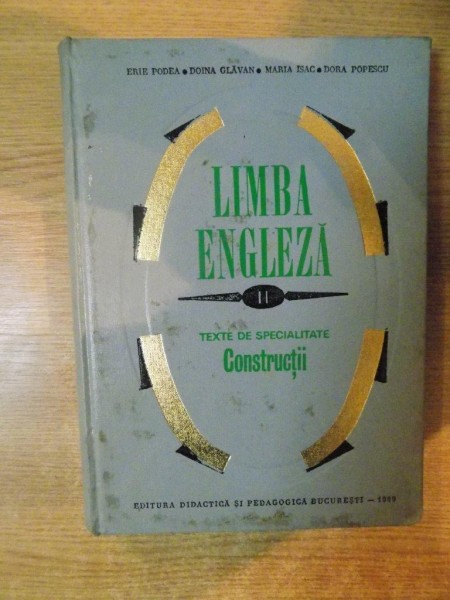 ERIE PODEA • DOINA GLĂVAN • MARIA ISAC • DORA POPESCU
LIMBA
ENGLEZĂ
II
TEXTE DE SPECIALITATE
Construcţii
EDITURA DIDACTICĂ ŞI PEDAGOGICĂ BUCUREŞTI — 1969